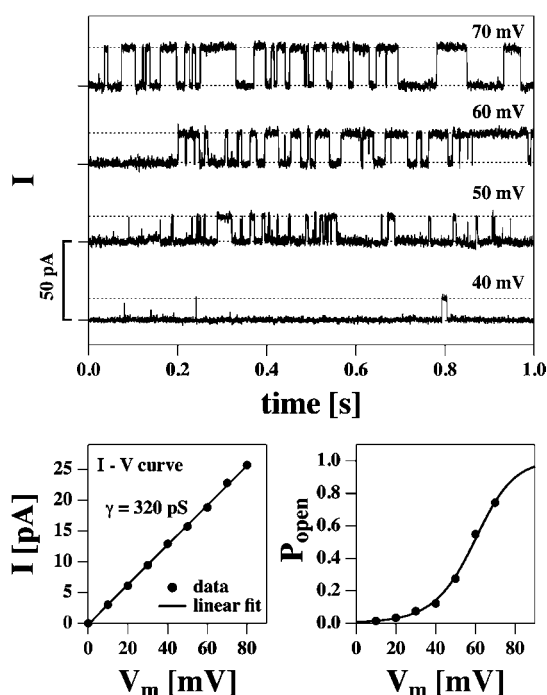 70 mV
60 mV
50 mV
40 mV
I
50 pA
0.0 0.2 0.4 0.6 0.8 1.0
time [s]
I - V curve
γ = 320 pS
data
linear fit
25
20
15
10
5
0
I [pA]
0 20 40 60 80
V_m [mV]
1.0
0.8
0.6
0.4
0.2
0.0
P_open
0 20 40 60 80
V_m [mV]